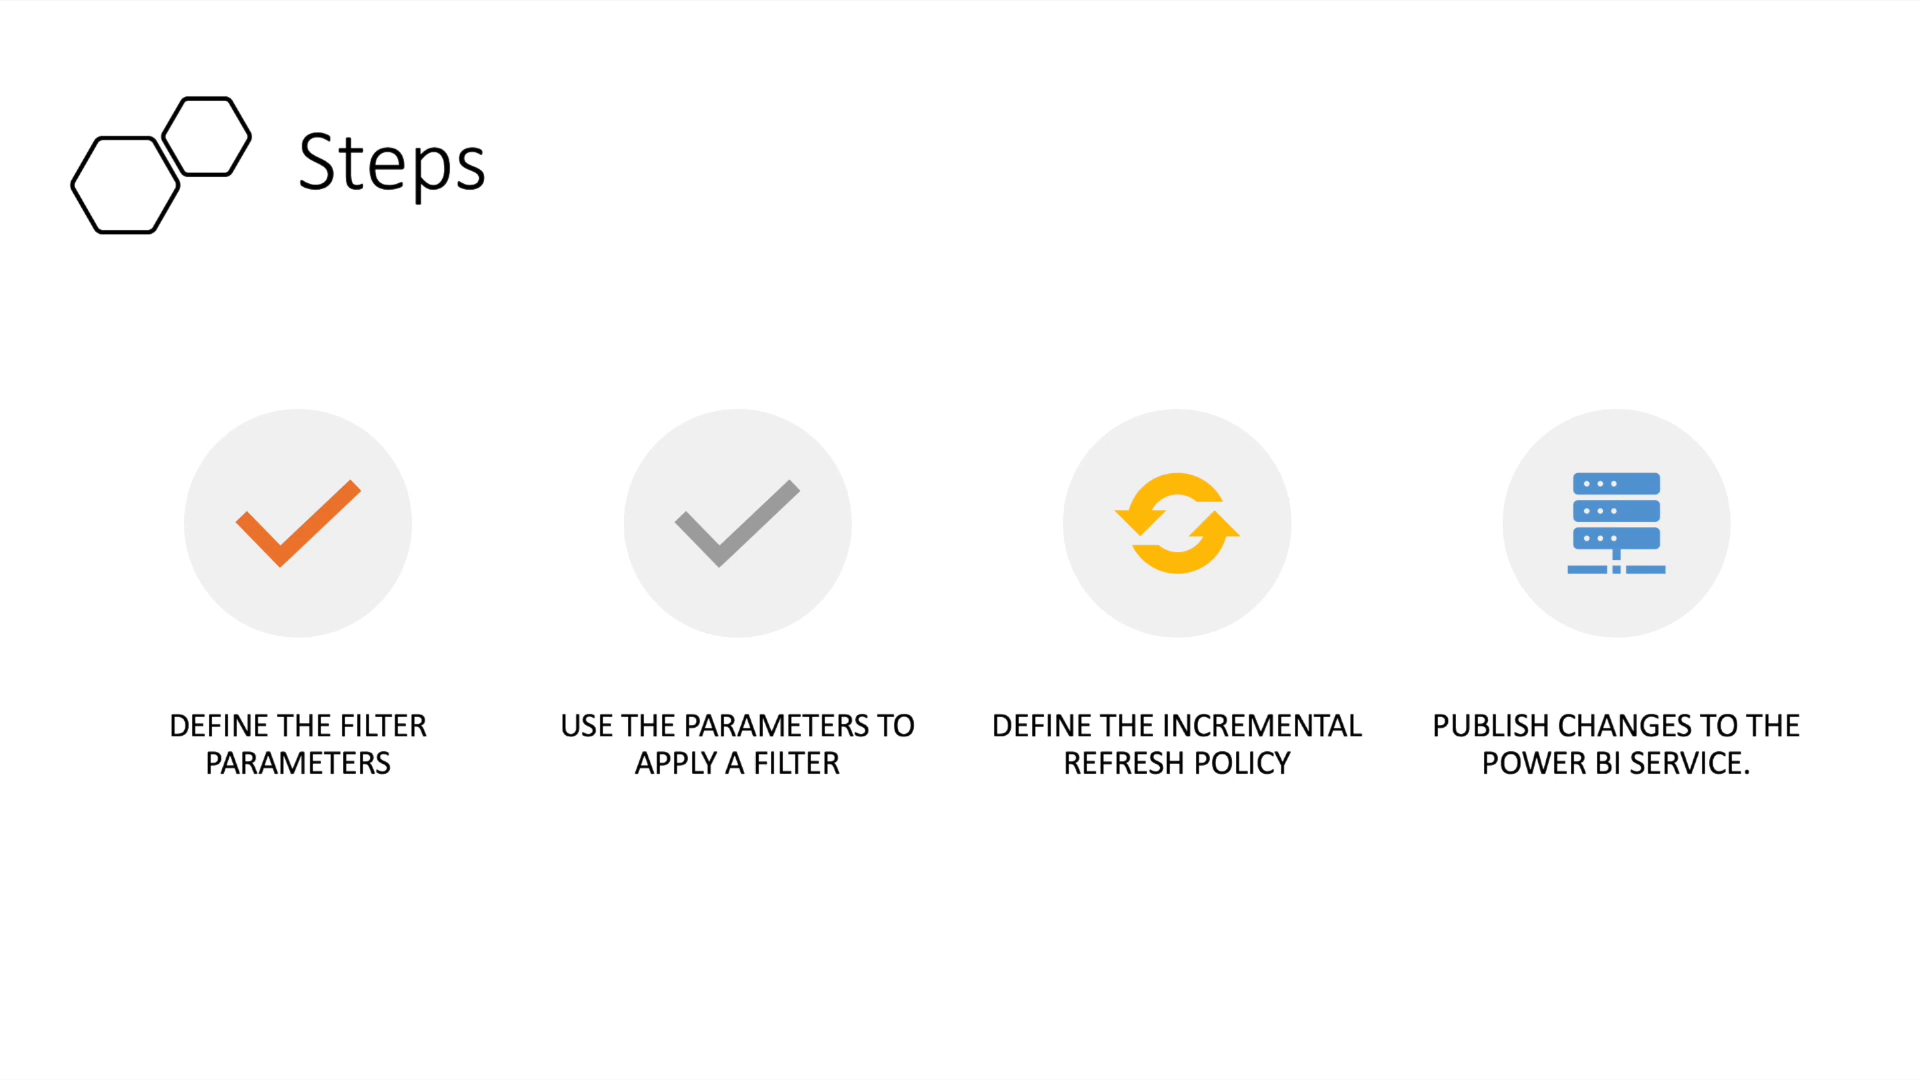 Steps
DEFINE THE FILTER
PARAMETERS
USE THE PARAMETERS TO
APPLY A FILTER
DEFINE THE INCREMENTAL
REFRESH POLICY
PUBLISH CHANGES TO THE
POWER BI SERVICE.